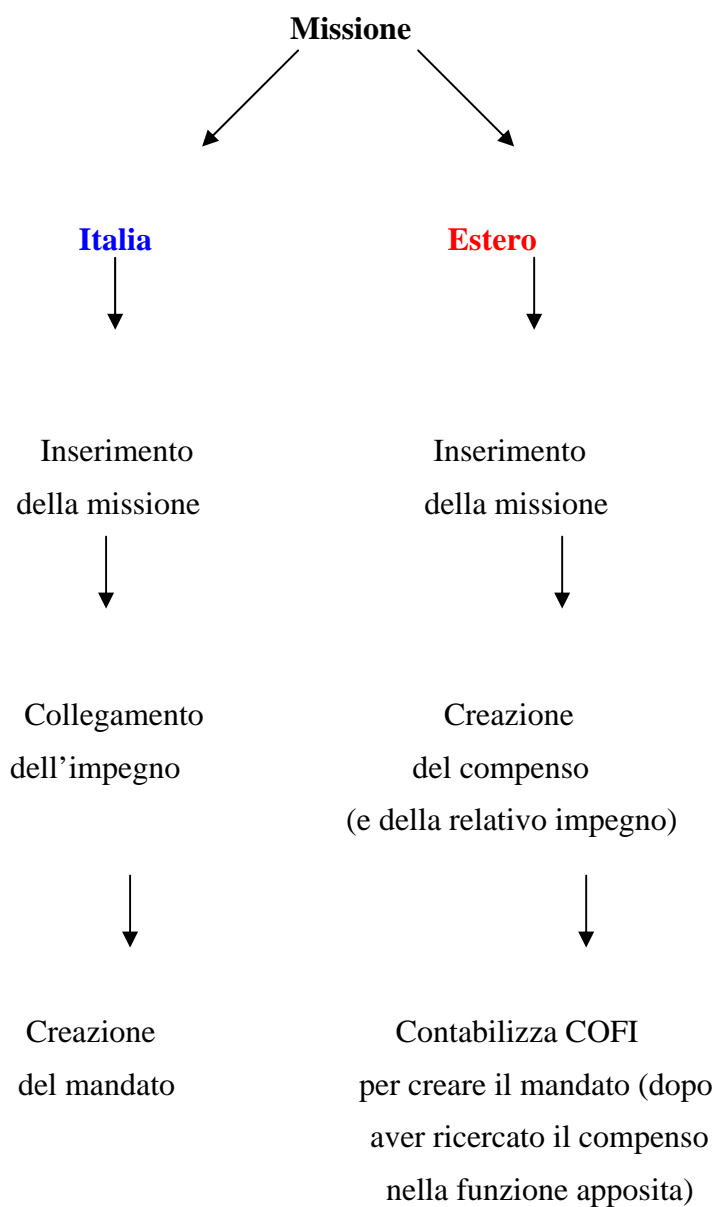 Missione
Italia
Estero
Inserimento
della missione
Inserimento
della missione
Collegamento
dell’impegno
Creazione
del compenso
(e della relativo impegno)
Creazione
del mandato
Contabilizza COFI
per creare il mandato (dopo
aver ricercato il compenso
nella funzione apposita)